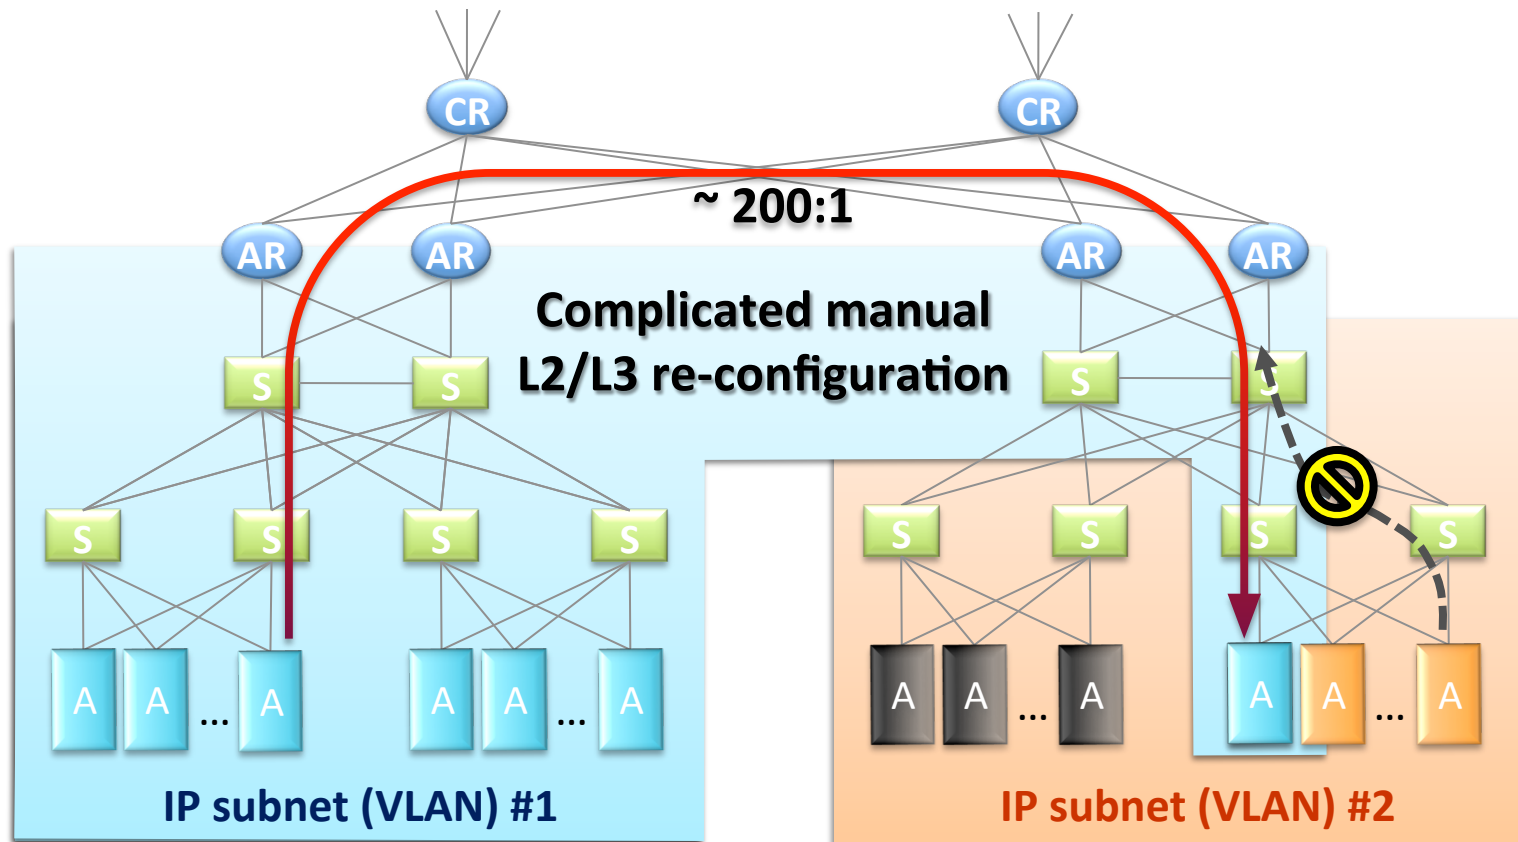 CR CR
~ 200:1
AR AR AR AR
Complicated manual
L2/L3 re-configuration
S S S S
S S S S S S S S
A A ... A A A ... A A A ... A A A ... A
IP subnet (VLAN) #1 IP subnet (VLAN) #2